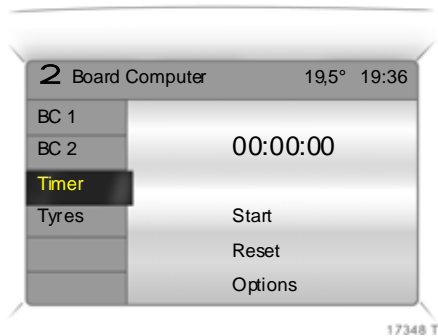 2 Board Computer 19,5° 19:36
BC 1
BC 2
00:00:00
Timer
Tyres
Start
Reset
Options
17348 T